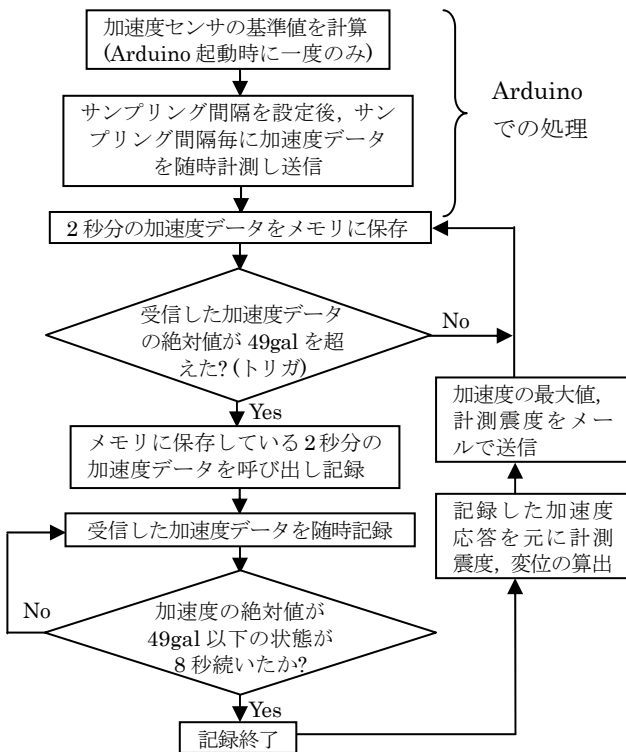 加速度センサの基準値を計算
(Arduino 起動時に一度のみ)
サンプリング間隔を設定後, サン
プリング間隔毎に加速度データ
を随時計測し送信
Arduino
での処理
2 秒分の加速度データをメモリに保存
受信した加速度データ
の絶対値が 49gal を超
えた? (トリガ)
No
Yes
メモリに保存している 2 秒分の
加速度データを呼び出し記録
受信した加速度データを随時記録
加速度の絶対値が
49gal 以下の状態が
8 秒続いたか?
No
Yes
記録終了
記録した加速度
応答を元に計測
震度, 変位の算出
加速度の最大値,
計測震度をメー
ルで送信